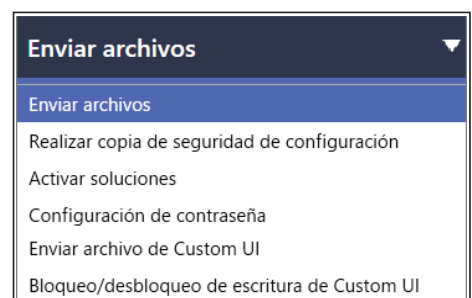 Enviar archivos
Enviar archivos
Realizar copia de seguridad de configuración
Activar soluciones
Configuración de contraseña
Enviar archivo de Custom UI
Bloqueo/desbloqueo de escritura de Custom UI